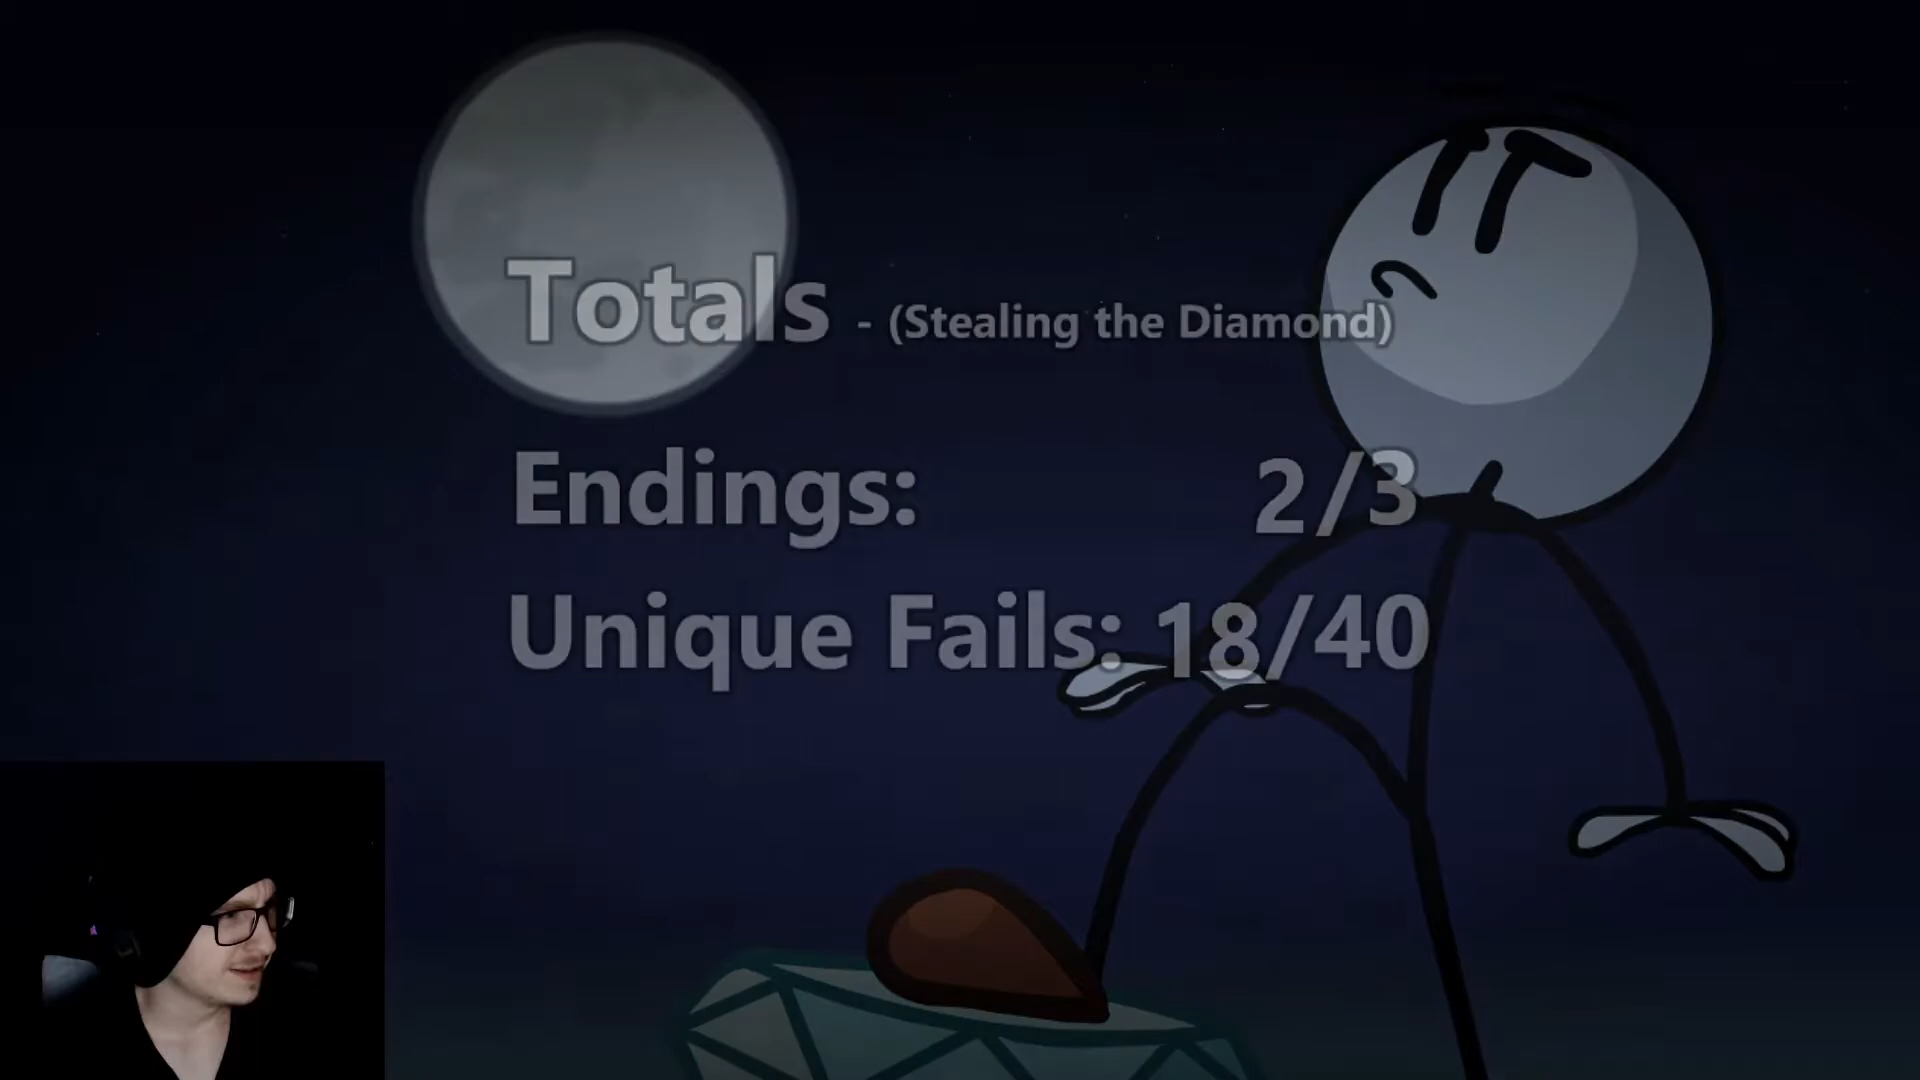 Totals - (Stealing the Diamond)
Endings: 2/3
Unique Fails: 18/40